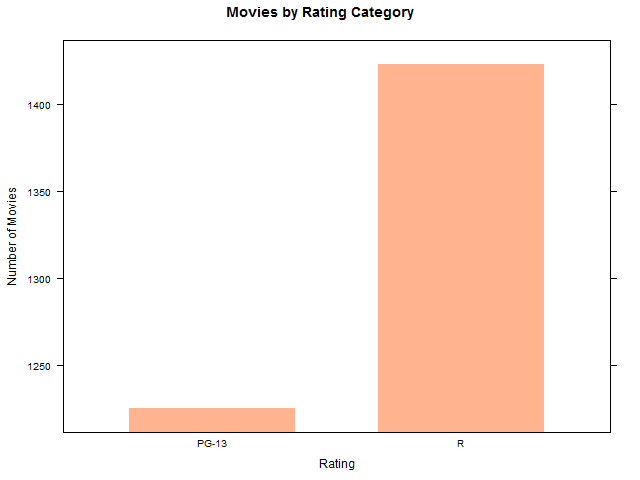 Movies by Rating Category
Number of Movies
1400
1350
1300
1250
PG-13 R
Rating